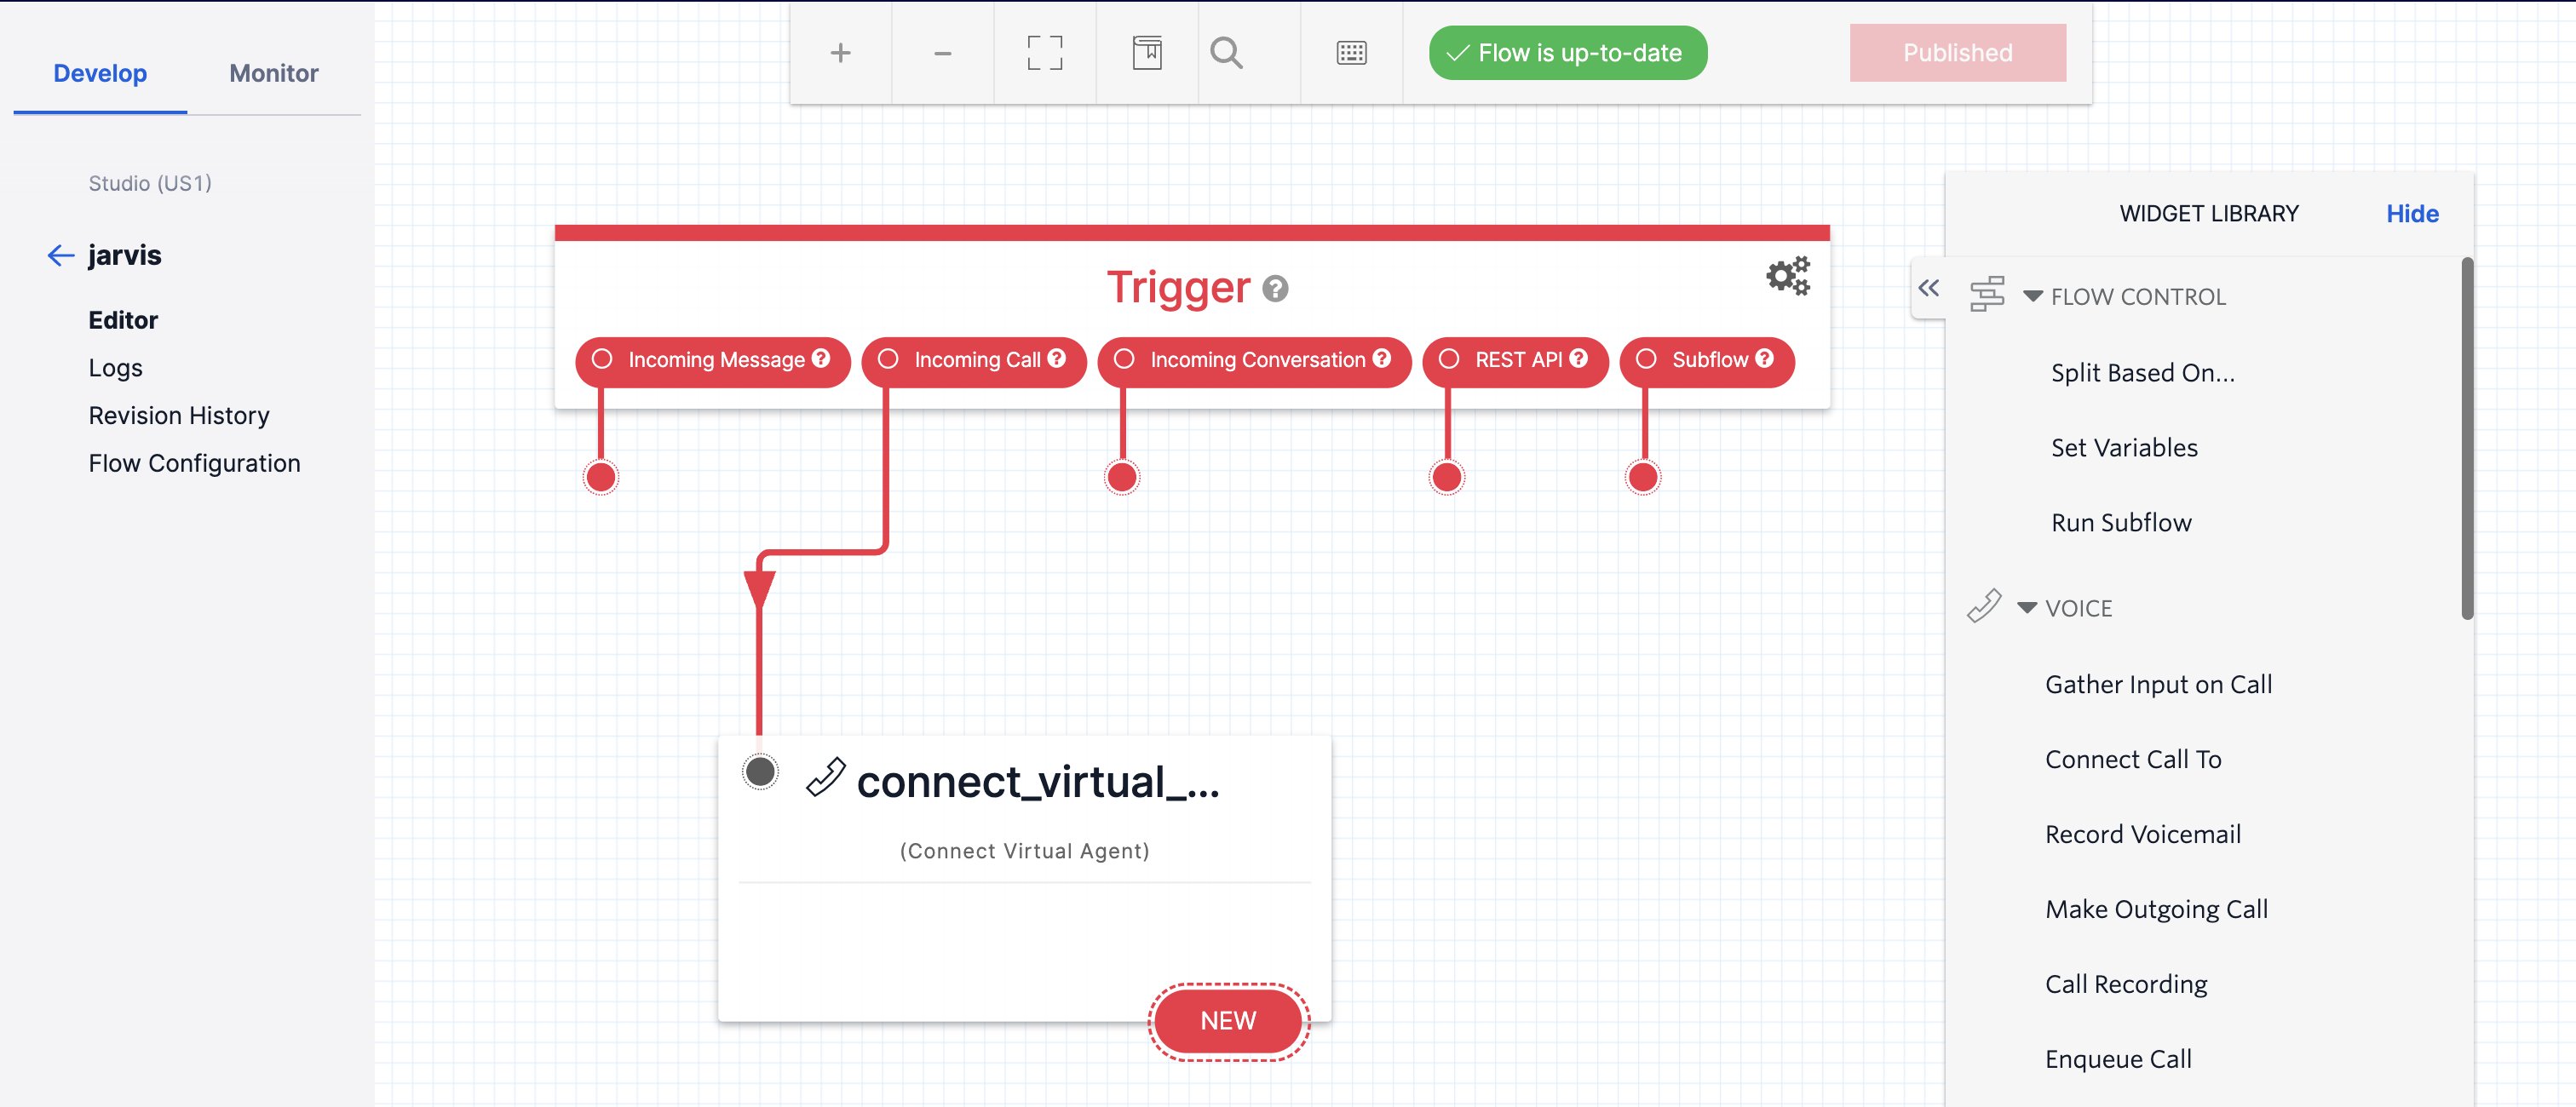 Develop
Monitor
Studio (US1)
jarvis
Editor
Logs
Revision History
Flow Configuration
Flow is up-to-date
Published
Trigger
Incoming Message
Incoming Call
Incoming Conversation
REST API
Subflow
connect_virtual_...
(Connect Virtual Agent)
NEW
WIDGET LIBRARY
Hide
FLOW CONTROL
Split Based On...
Set Variables
Run Subflow
VOICE
Gather Input on Call
Connect Call To
Record Voicemail
Make Outgoing Call
Call Recording
Enqueue Call